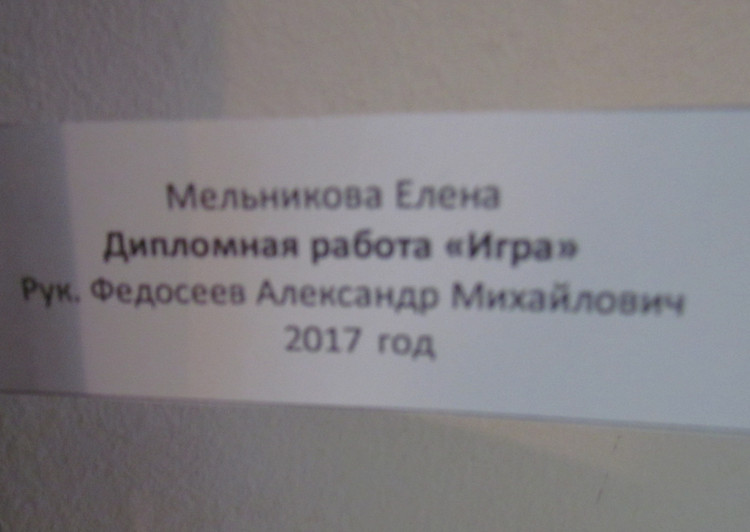 Мельникова Елена
Дипломная работа «Игра»
Рук. Федосеев Александр Михайлович
2017 год